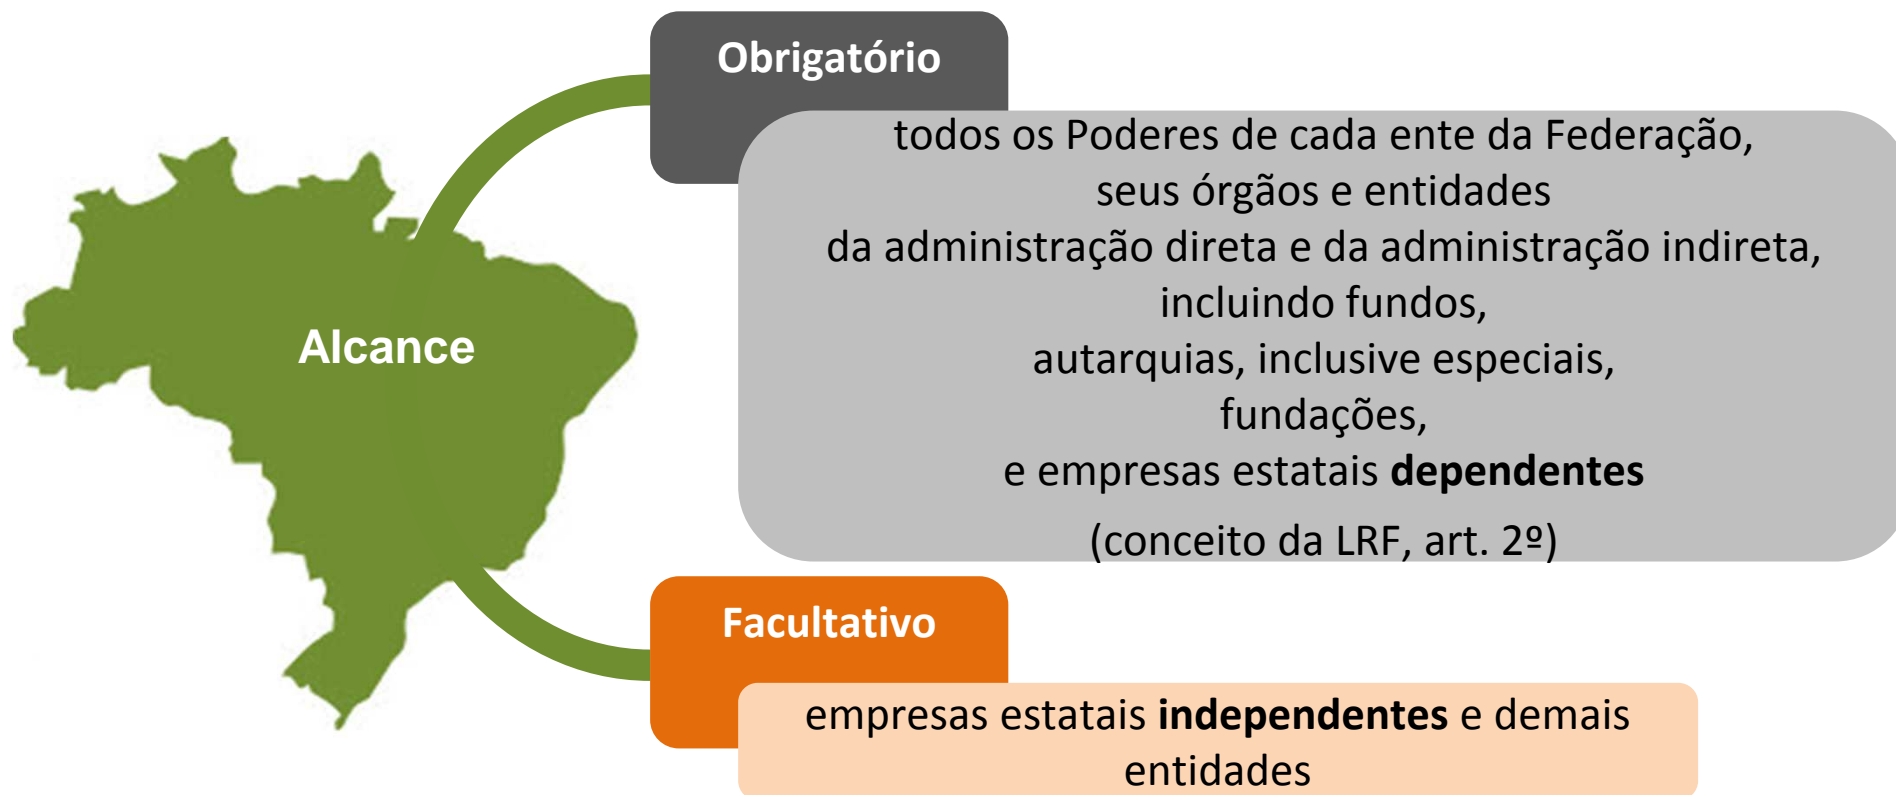 Alcance
Obrigatório
todos os Poderes de cada ente da Federação,
seus órgãos e entidades
da administração direta e da administração indireta,
incluindo fundos,
autarquias, inclusive especiais,
fundações,
e empresas estatais dependentes
(conceito da LRF, art. 2º)
Facultativo
empresas estatais independentes e demais
entidades